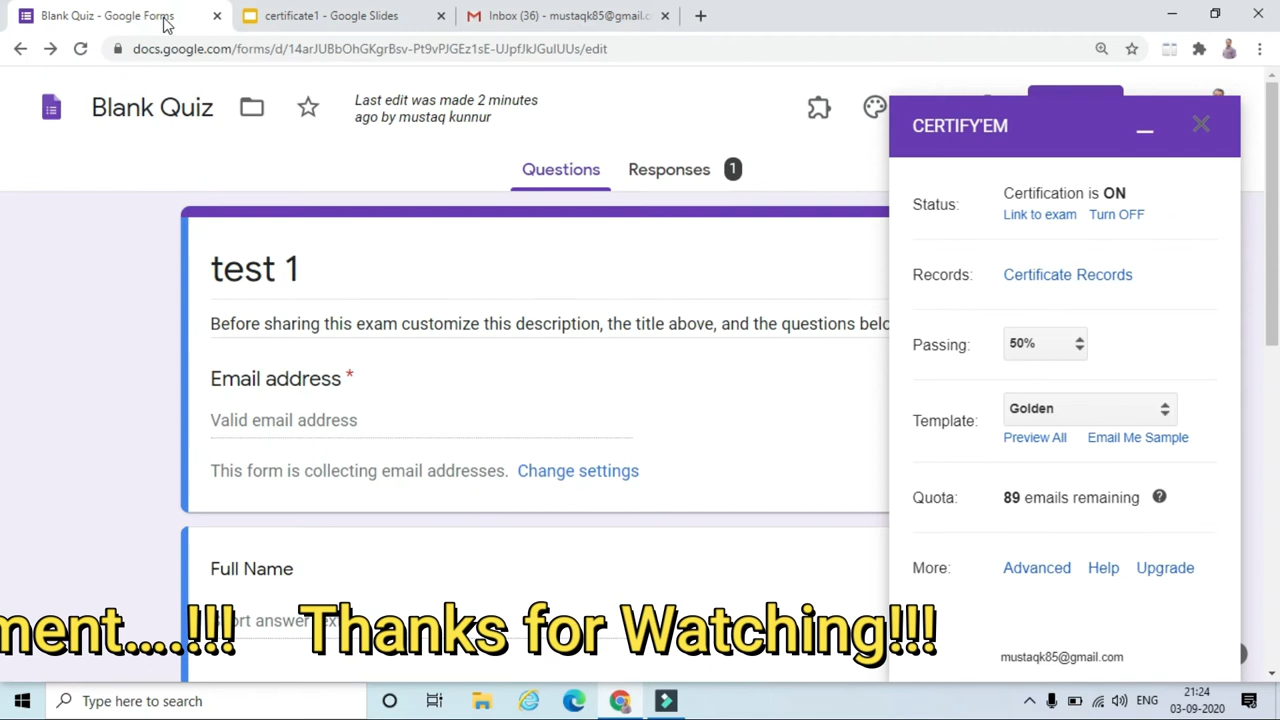 Blank Quiz - Google Forms
certificate1 - Google Slides
Inbox (36) - mustaqk85@gmail.c
docs.google.com/forms/d/14arJUBbOhGKgrBsv-Pt9vPJGEz1sE-UJpfJkJGulUUs/edit
Blank Quiz
Last edit was made 2 minutes
ago by mustaq kunnur
CERTIFY'EM
Questions
Responses
1
Status:
Certification is ON
Link to exam Turn OFF
test 1
Records:
Certificate Records
Before sharing this exam customize this description, the title above, and the questions belo
Passing:
50%
Email address *
Template:
Golden
Valid email address
Preview All
Email Me Sample
This form is collecting email addresses. Change settings
Quota:
89 emails remaining
Full Name
More:
Advanced
Help
Upgrade
ment....!!! Thanks for Watching!!!
mustaqk85@gmail.com
Type here to search
ENG
21:24
03-09-2020